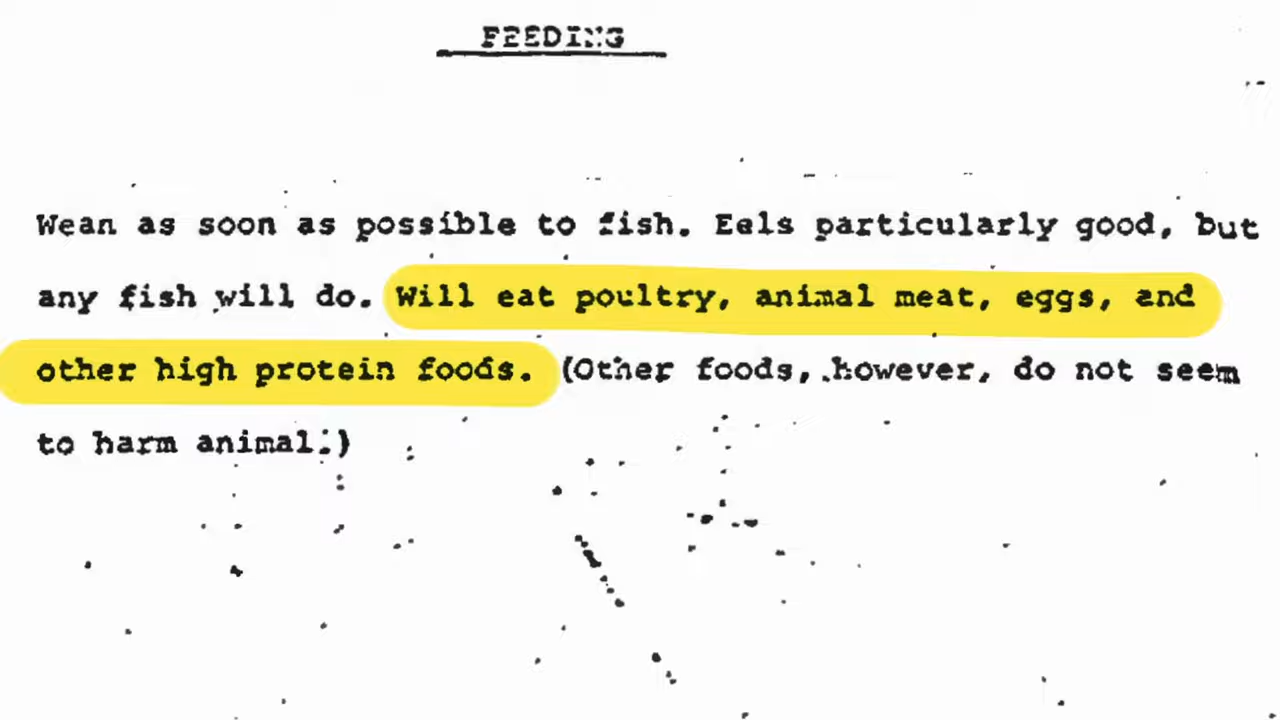 FEEDING
Wean as soon as possible to fish. Eels particularly good, but
any fish will do. Will eat poultry, animal meat, eggs, and
other high protein foods. (Other foods, however, do not seem
to harm animal.)